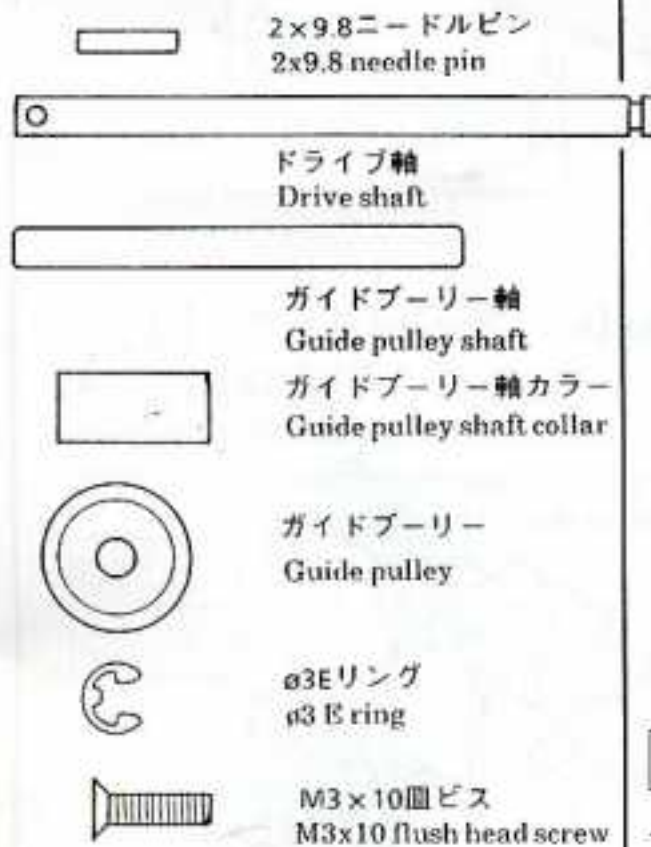 2×9.8ニードルピン
2x9.8 needle pin
ドライブ軸
Drive shaft
ガイドプーリー軸
Guide pulley shaft
ガイドプーリー軸カラー
Guide pulley shaft collar
ガイドプーリー
Guide pulley
ø3Eリング
ø3 E ring
M3×10皿ビス
M3x10 flush head screw